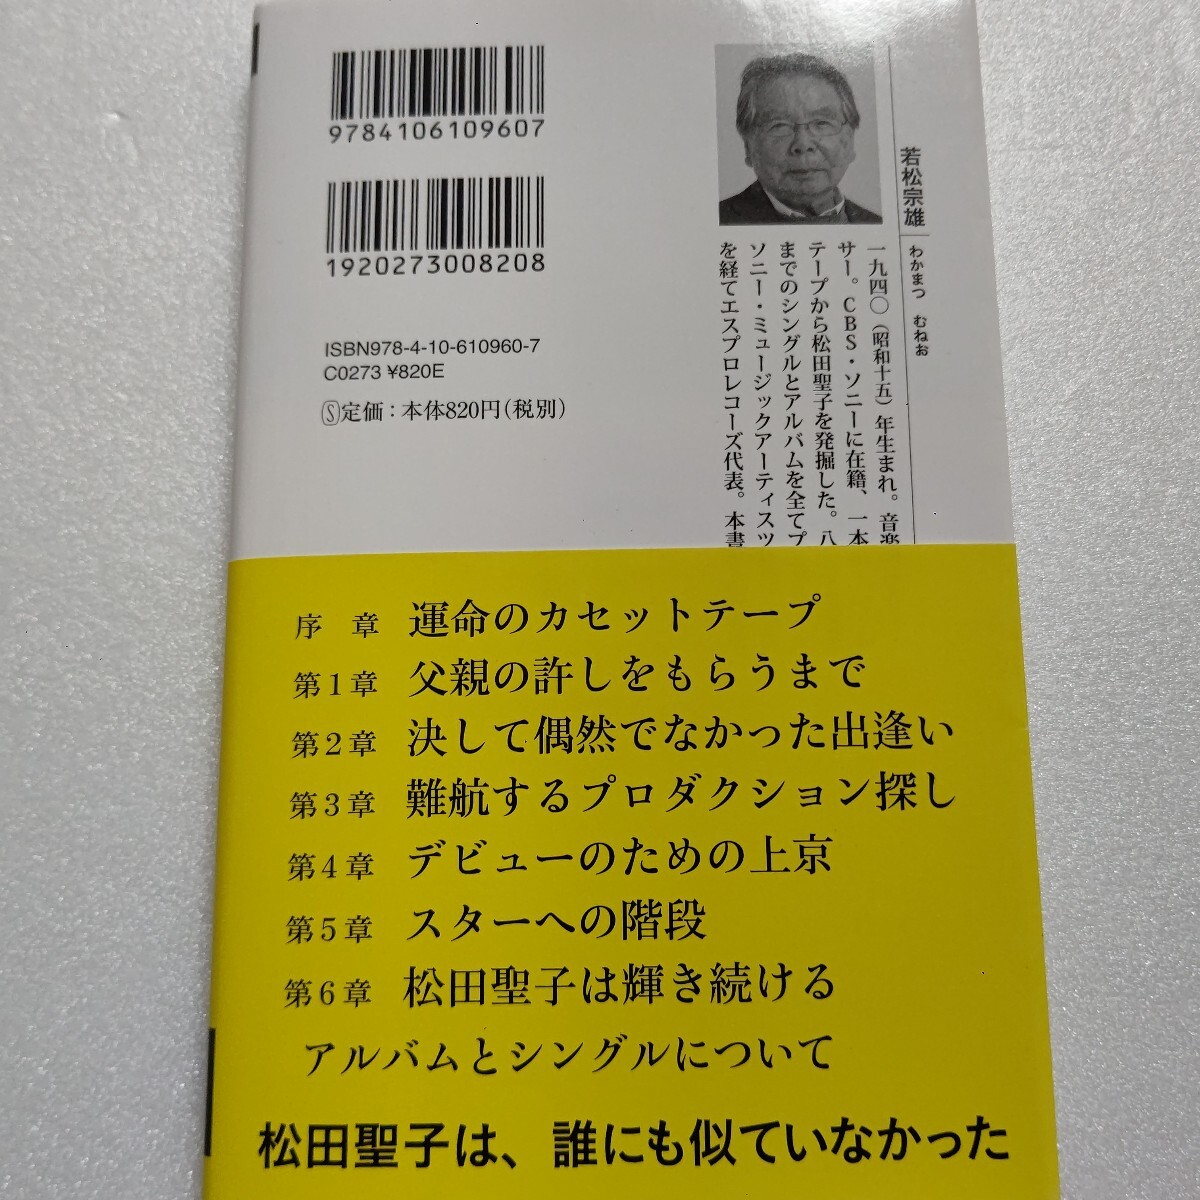 9784106109607
1920273008208
ISBN978-4-10-610960-7
C0273 ¥820E
Ⓢ定価：本体820円（税別）
若松宗雄
わかまつ むねお
一九四〇（昭和十五）年生まれ。音楽
サー。CBS・ソニーに在籍、一本
テープから松田聖子を発掘した。八
までのシングルとアルバムを全てプ
ソニー・ミュージックアーティスツ
を経てエスプロレコーズ代表。本書
序　章 運命のカセットテープ
第1章 父親の許しをもらうまで
第2章 決して偶然でなかった出逢い
第3章 難航するプロダクション探し
第4章 デビューのための上京
第5章 スターへの階段
第6章 松田聖子は輝き続ける
アルバムとシングルについて
松田聖子は、誰にも似ていなかった